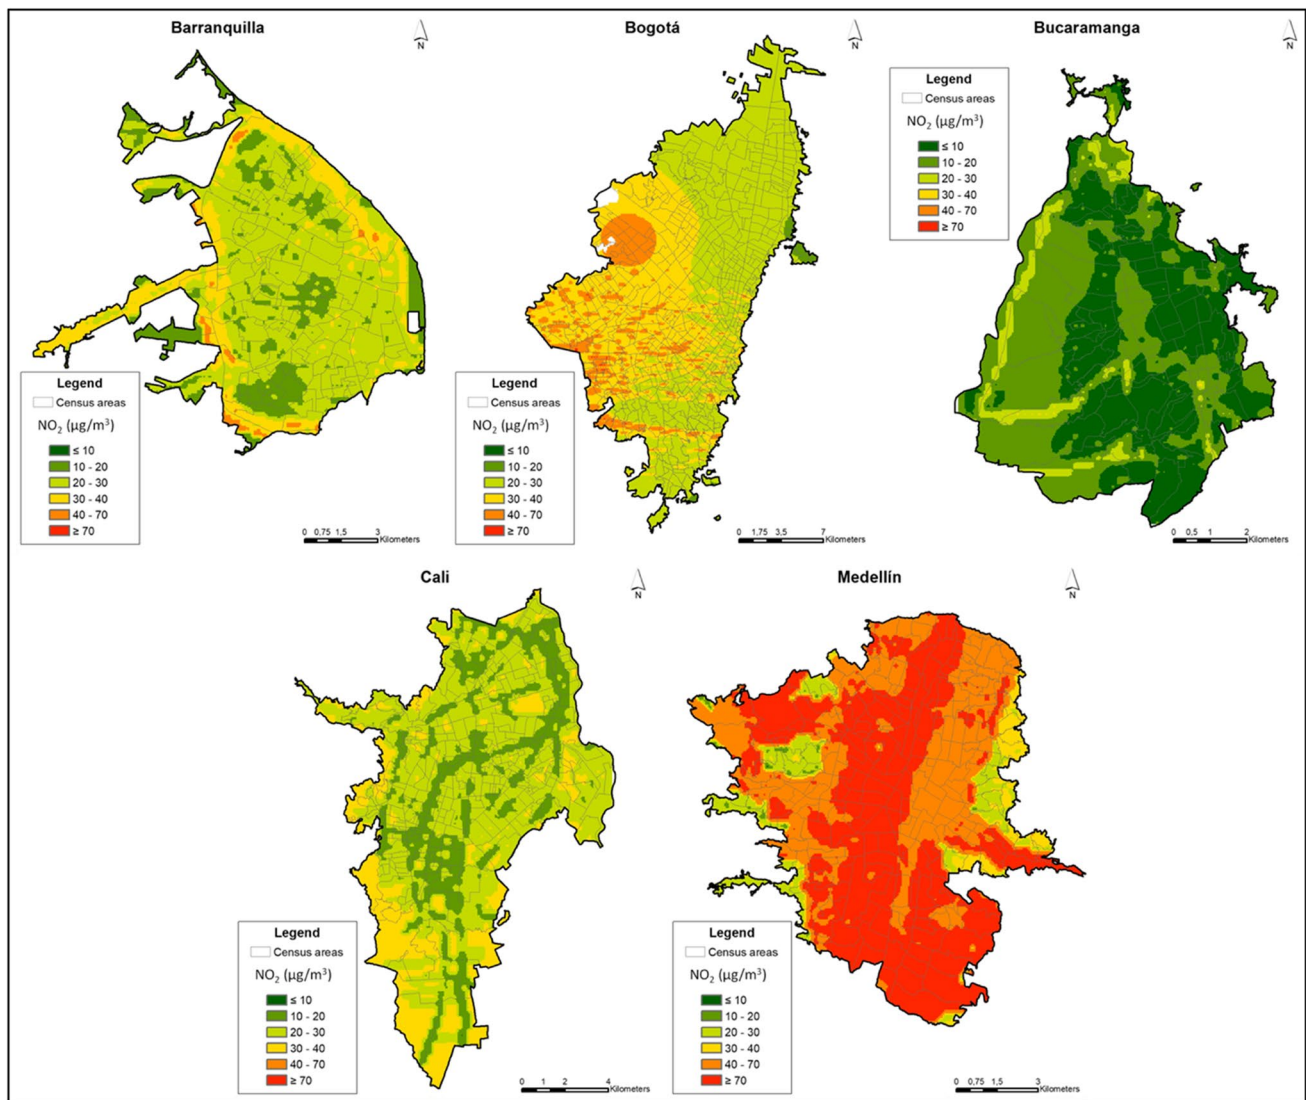 Barranquilla
N
Legend
Census areas
NO₂ (µg/m³)
≤ 10
10 - 20
20 - 30
30 - 40
40 - 70
≥ 70
0 0,75 1,5 3
Kilometers
Bogotá
N
Legend
Census areas
NO₂ (µg/m³)
≤ 10
10 - 20
20 - 30
30 - 40
40 - 70
≥ 70
0 1,75 3,5 7
Kilometers
Bucaramanga
N
Legend
Census areas
NO₂ (µg/m³)
≤ 10
10 - 20
20 - 30
30 - 40
40 - 70
≥ 70
0 0,5 1 2
Kilometers
Cali
N
Legend
Census areas
NO₂ (µg/m³)
≤ 10
10 - 20
20 - 30
30 - 40
40 - 70
≥ 70
0 1 2 4
Kilometers
Medellín
N
Legend
Census areas
NO₂ (µg/m³)
≤ 10
10 - 20
20 - 30
30 - 40
40 - 70
≥ 70
0 0,75 1,5 3
Kilometers